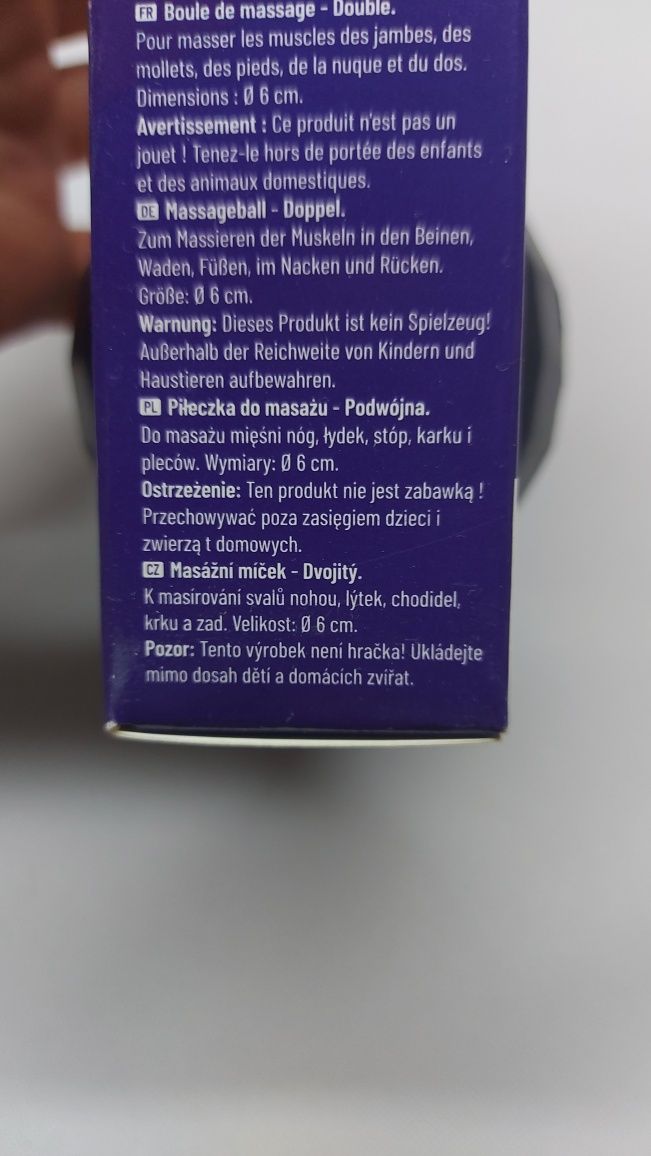 FR Boule de massage - Double.
Pour masser les muscles des jambes, des
mollets, des pieds, de la nuque et du dos.
Dimensions : Ø 6 cm.
Avertissement : Ce produit n'est pas un
jouet ! Tenez-le hors de portée des enfants
et des animaux domestiques.
DE Massageball - Doppel.
Zum Massieren der Muskeln in den Beinen,
Waden, Füßen, im Nacken und Rücken.
Größe: Ø 6 cm.
Warnung: Dieses Produkt ist kein Spielzeug!
Außerhalb der Reichweite von Kindern und
Haustieren aufbewahren.
PL Piłeczka do masażu - Podwójna.
Do masażu mięśni nóg, łydek, stóp, karku i
pleców. Wymiary: Ø 6 cm.
Ostrzeżenie: Ten produkt nie jest zabawką !
Przechowywać poza zasięgiem dzieci i
zwierzą t domowych.
CZ Masážní míček - Dvojitý.
K masírování svalů nohou, lýtek, chodidel,
krku a zad. Velikost: Ø 6 cm.
Pozor: Tento výrobek není hračka! Ukládejte
mimo dosah dětí a domácích zvířat.